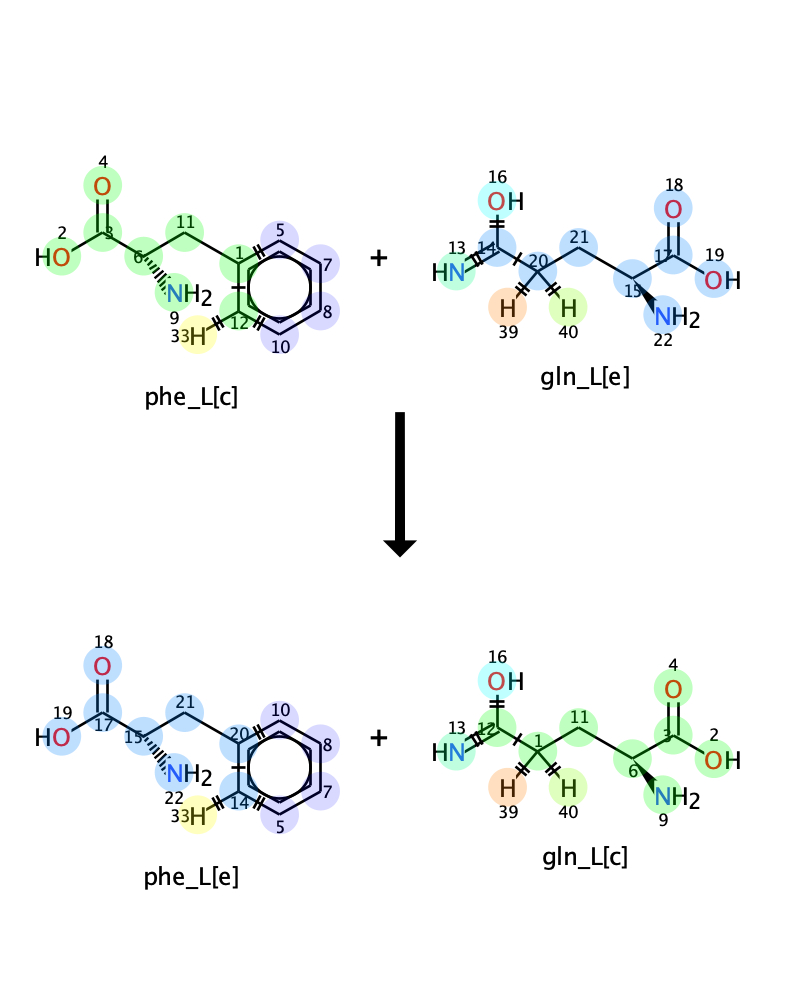 4
2 3 11 5
HO O 6 1 7
NH2 8
9 12
33H 10
phe_L[c]
+
16 18
OH O
13 14 21 17 19
HN 20 15 OH
H H NH2
39 40 22
gln_L[e]
18
O
19 17 21 10
HO 15 20 8
NH2 7
22 14
33H 5
phe_L[e]
+
16 4
OH O
13 12 11 3 2
HN 1 6 OH
H H NH2
39 40 9
gln_L[c]